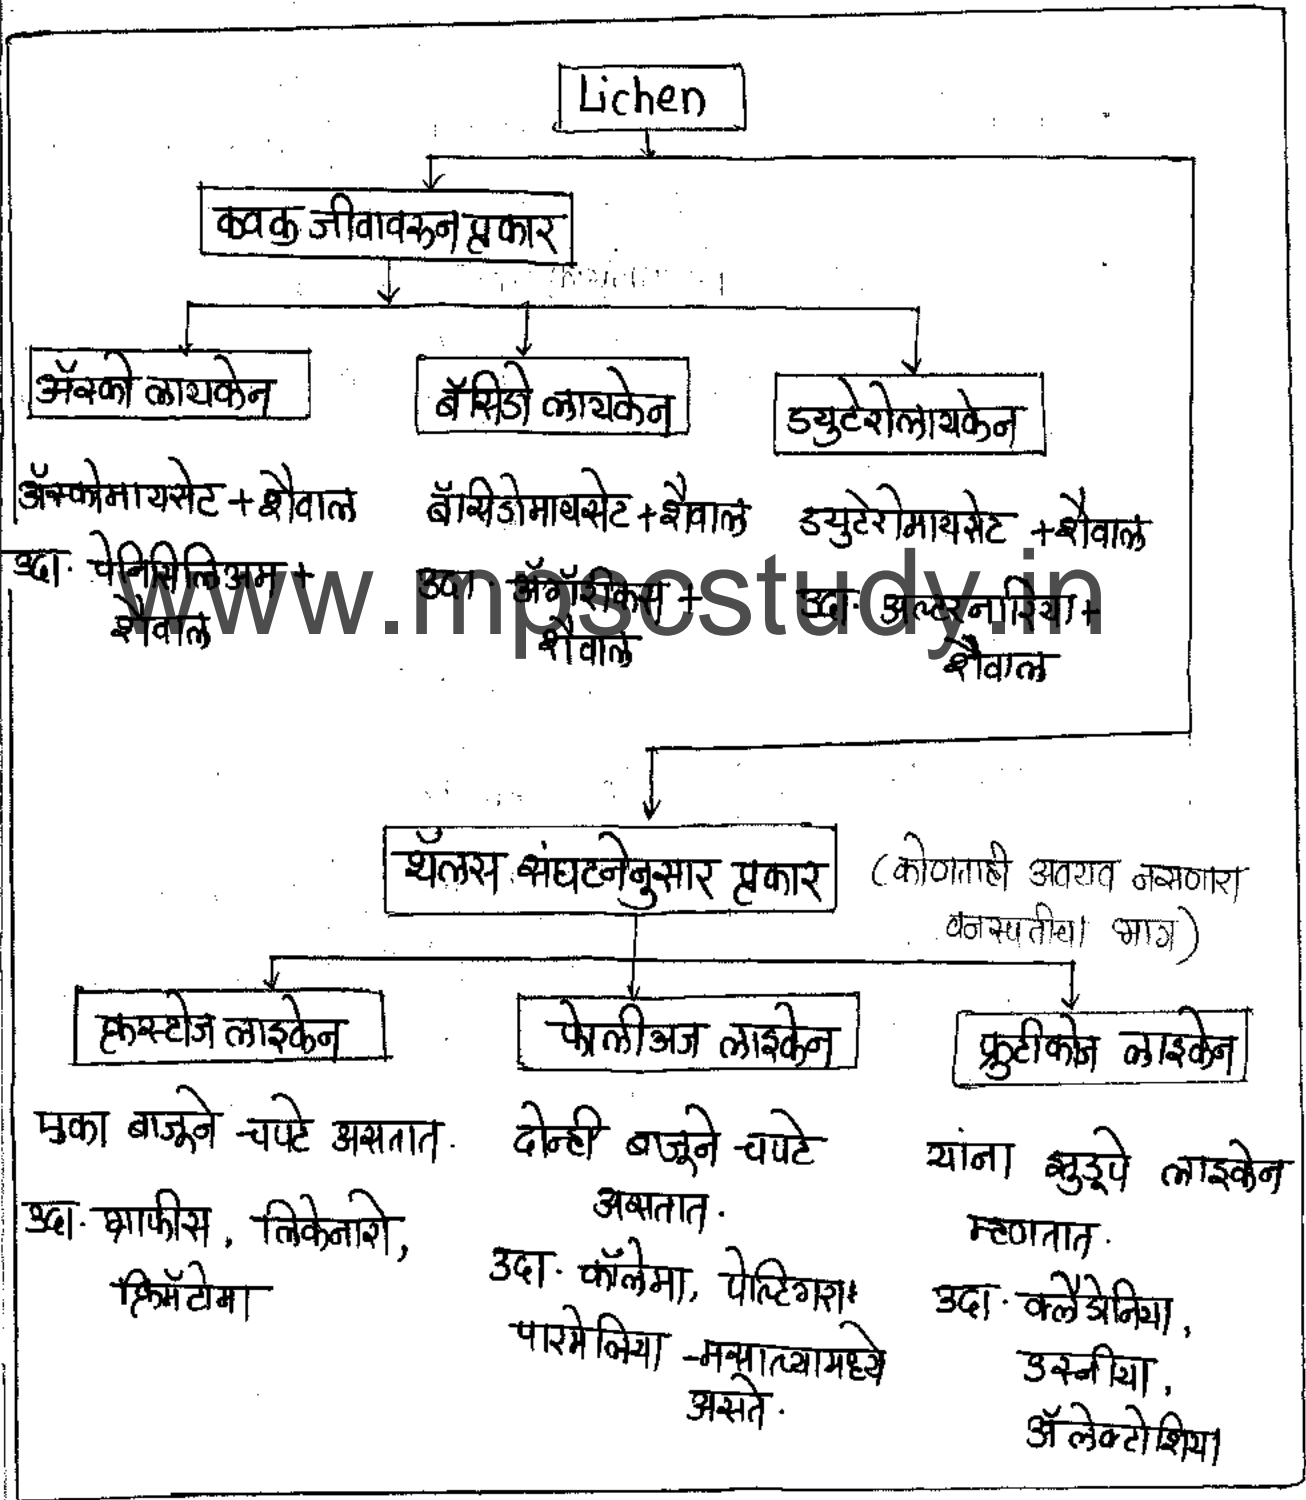 Lichen
कवक जीवावरून प्रकार
ॲस्को लायकेन
बॅसिडो लायकेन
ड्युटेरोलायकेन
ॲस्कोमायसेट + शैवाल
बॅसिडोमायसेट + शैवाल
ड्युटेरोमायसेट + शैवाल
उदा. पेनिसिलिअम +
शैवाल
उदा. ॲगॅरीकस +
शैवाल
उदा. अल्टरनारिया +
शैवाल
www.mpscstudy.in
थॅलस संघटनेनुसार प्रकार
(कोणताही अवयव नसणारा
वनस्पतीचा भाग)
क्रस्टोज लाइकेन
फोलीअज लाइकेन
फ्रुटीकोज लाइकेन
एका बाजूने चपटे असतात.
उदा. ग्राफीस, लिकेनारो,
दोन्ही बाजूने चपटे
असतात.
उदा. कॉलेमा, पेल्टिगरा
पारमेलिया - मसाल्यामध्ये
असते.
यांना झुडूपे लाइकेन
म्हणतात.
उदा. क्लॅडोनिया,
उस्नीया,
ॲलेक्टोरिया